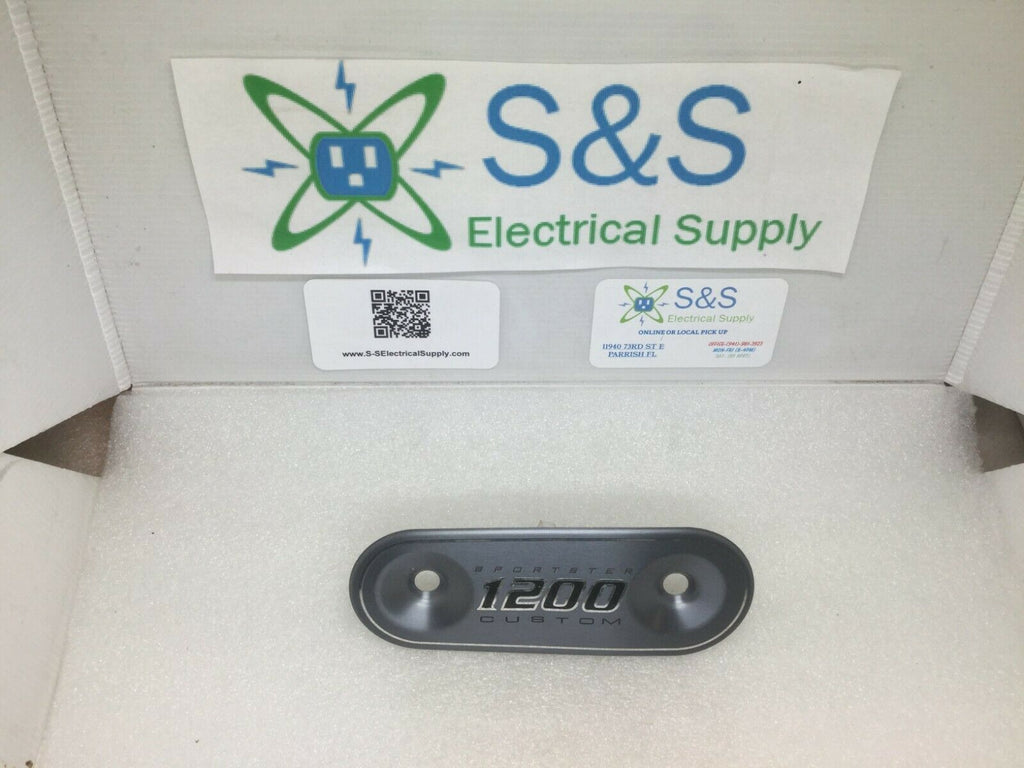 S&S
Electrical Supply
www.S-SElectricalSupply.com
S&S
Electrical Supply
ONLINE OR LOCAL PICK UP
11940 73RD ST E
PARRISH FL
SPORTSTER
1200
CUSTOM